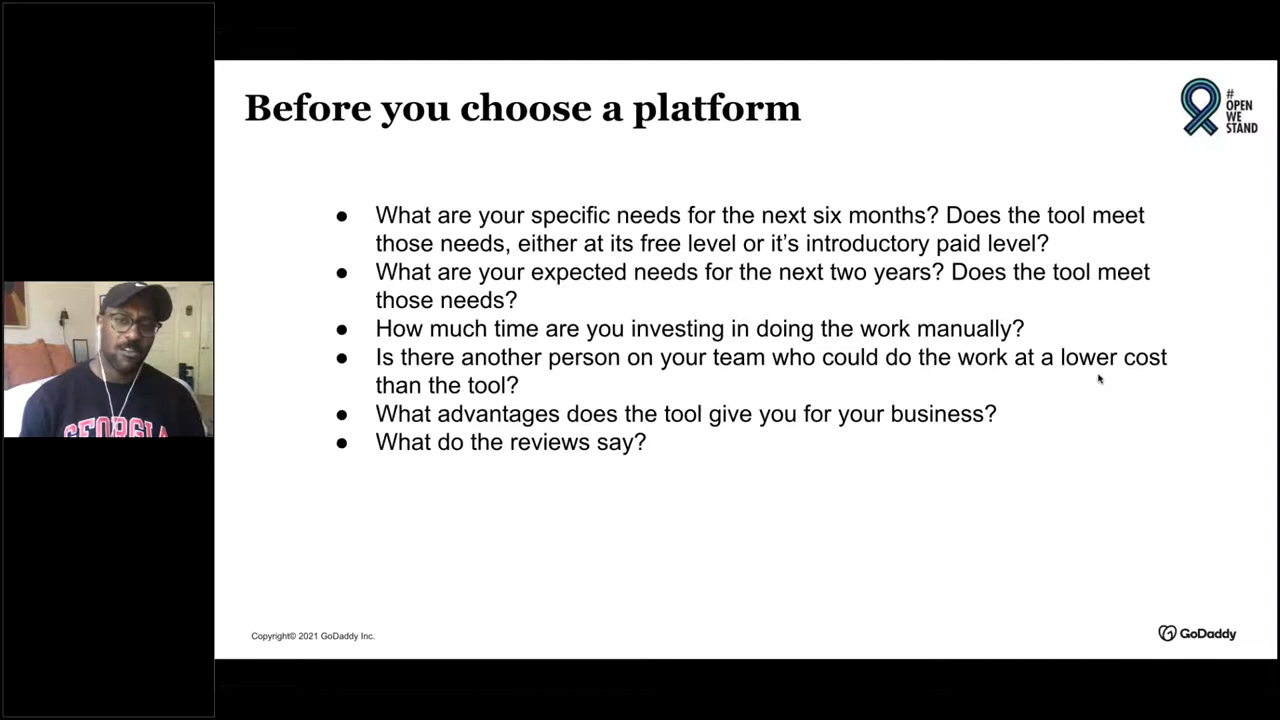 Before you choose a platform
#
OPEN
WE
STAND
● What are your specific needs for the next six months? Does the tool meet
those needs, either at its free level or it’s introductory paid level?
● What are your expected needs for the next two years? Does the tool meet
those needs?
● How much time are you investing in doing the work manually?
● Is there another person on your team who could do the work at a lower cost
than the tool?
● What advantages does the tool give you for your business?
● What do the reviews say?
GEORGIA
Copyright© 2021 GoDaddy Inc.
GoDaddy